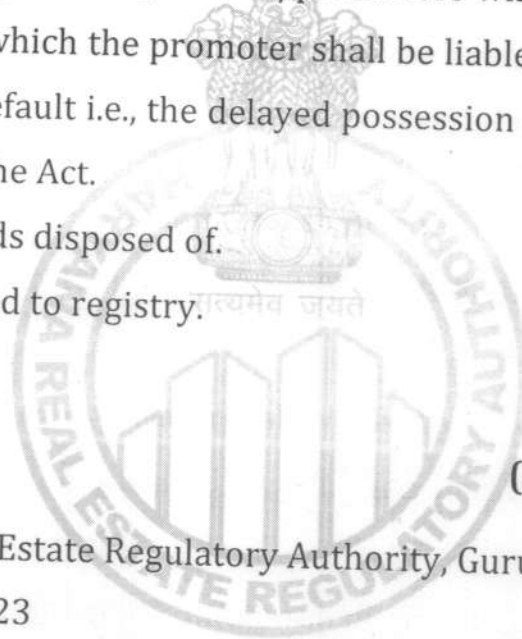 which the promoter shall be liable
efault i.e., the delayed possession
he Act.
ds disposed of.
d to registry.
सत्यमेव जयते
HARYANA REAL ESTATE REGULATORY AUTHORITY
Estate Regulatory Authority, Guru
23